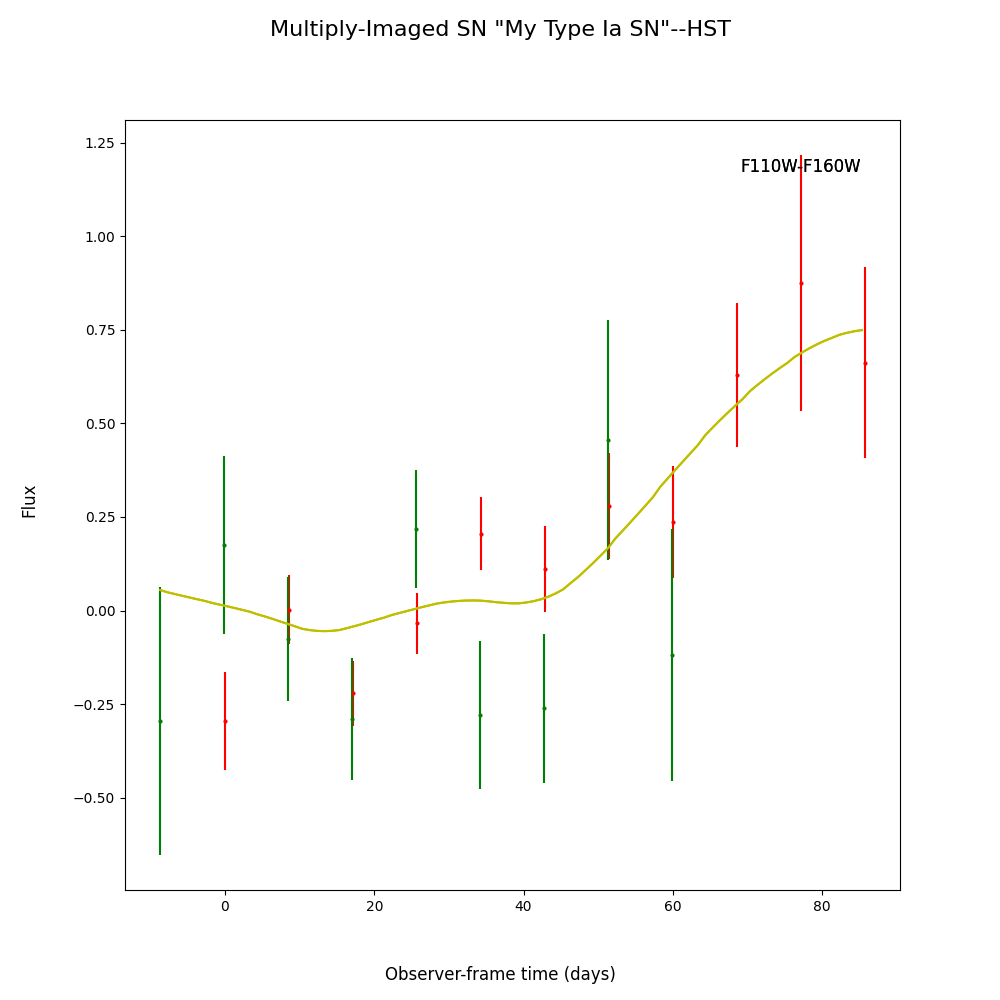 Multiply-Imaged SN "My Type Ia SN"--HST
F110W-F160W
1.25
1.00
0.75
0.50
0.25
0.00
−0.25
−0.50
Flux
0 20 40 60 80
Observer-frame time (days)